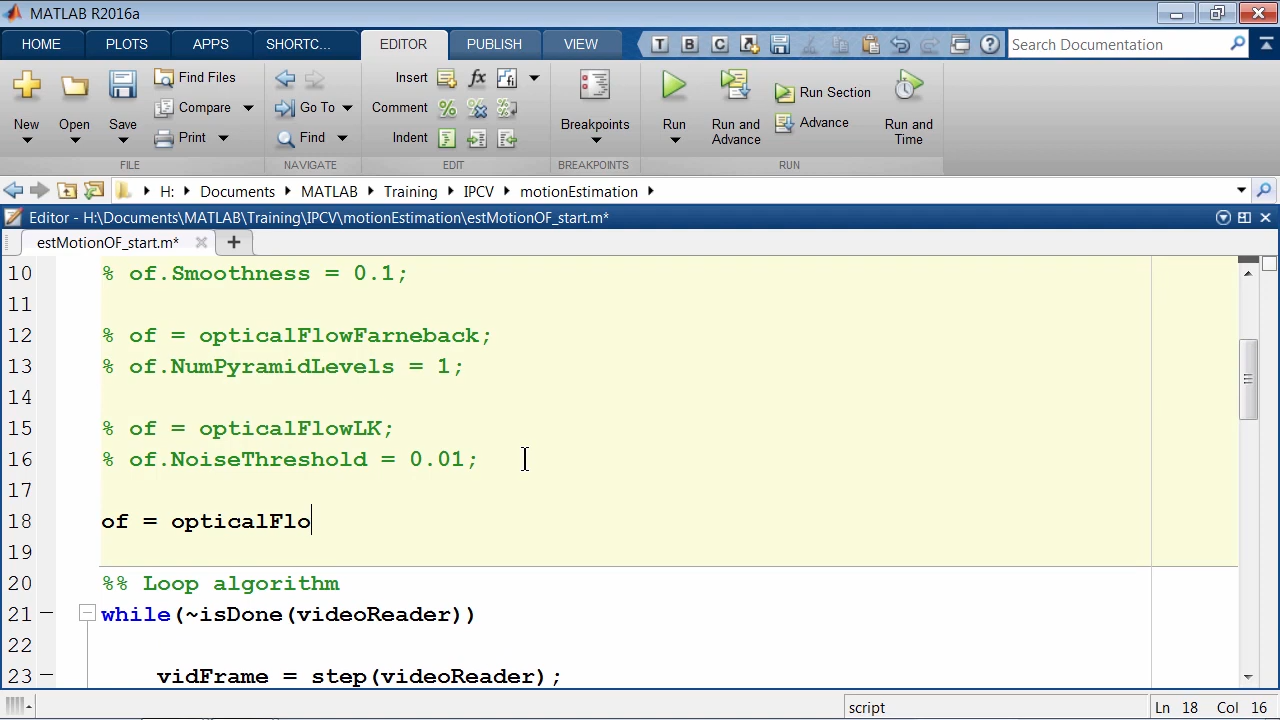 MATLAB R2016a
HOME PLOTS APPS SHORTC... EDITOR PUBLISH VIEW T B C Search Documentation
New Open Save Find Files Compare Print
FILE
Go To Find
NAVIGATE
Insert fx
Comment % % %
Indent
EDIT
Breakpoints
BREAKPOINTS
Run Run and Advance Run Section Advance Run and Time
RUN
H: Documents MATLAB Training IPCV motionEstimation
Editor - H:\Documents\MATLAB\Training\IPCV\motionEstimation\estMotionOF_start.m*
estMotionOF_start.m*
10 % of.Smoothness = 0.1;
11
12 % of = opticalFlowFarneback;
13 % of.NumPyramidLevels = 1;
14
15 % of = opticalFlowLK;
16 % of.NoiseThreshold = 0.01;
17
18 of = opticalFlo
19
20 %% Loop algorithm
21 while(~isDone(videoReader))
22
23 vidFrame = step(videoReader);
script Ln 18 Col 16